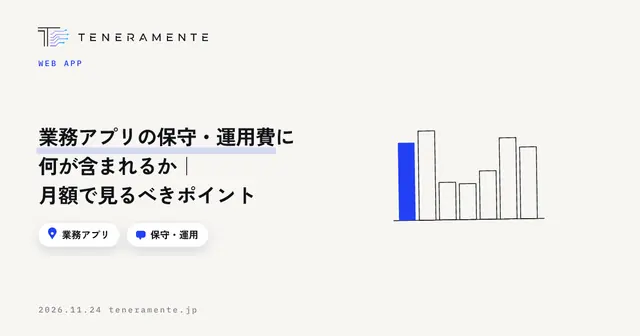 TENERAMENTE
WEB APP
業務アプリの保守・運用費に
何が含まれるか｜
月額で見るべきポイント
業務アプリ
保守・運用
2026.11.24 teneramente.jp